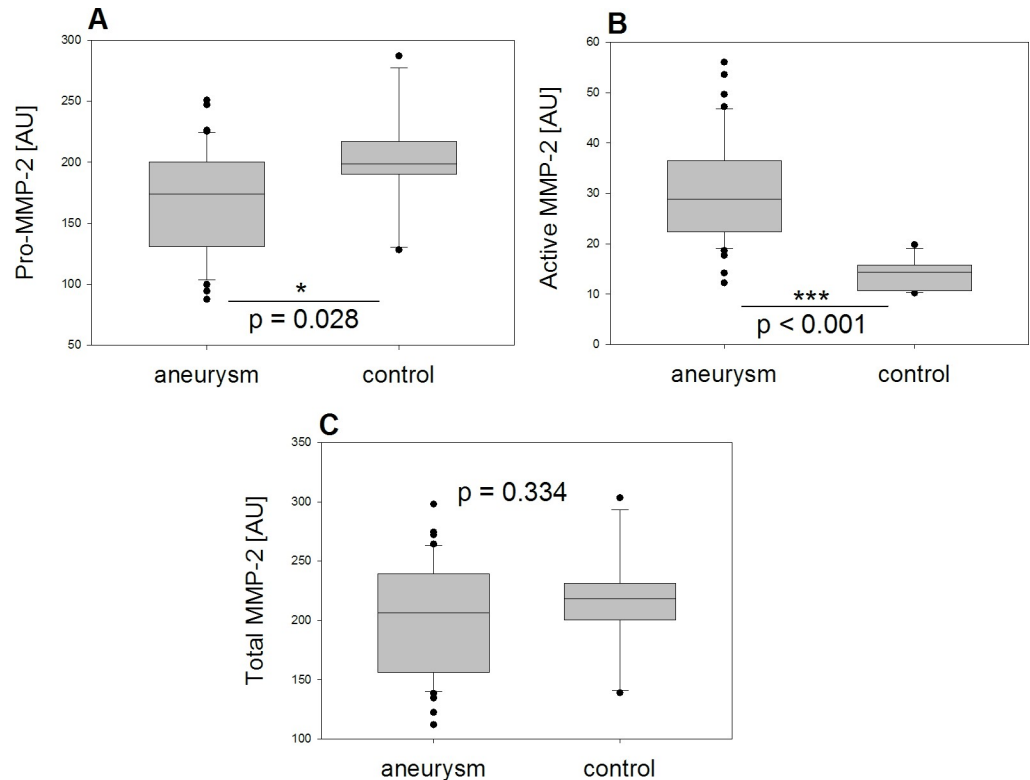 A
Pro-MMP-2 [AU]
300
250
200
150
100
50
*
p = 0.028
aneurysm control
B
Active MMP-2 [AU]
60
50
40
30
20
10
0
***
p < 0.001
aneurysm control
C
Total MMP-2 [AU]
350
300
250
200
150
100
p = 0.334
aneurysm control